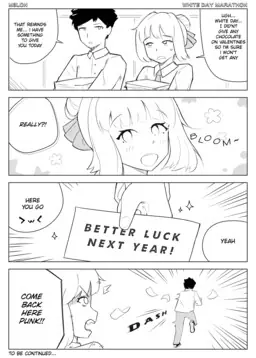 MELON
WHITE DAY MARATHON
THAT REMINDS
ME... I HAVE
SOMETHING
TO GIVE
YOU TODAY
UGH...
WHITE DAY...
I DIDN'T
GIVE ANY
CHOCOLATE
ON VALENTINES
SO I'M SURE
I WON'T
GET ANY
REALLY?!
BLOOM~
HERE
YOU GO
>w<
BETTER LUCK
NEXT YEAR!
YEAH
COME
BACK
HERE
PUNK!!
DASH
TO BE CONTINUED...